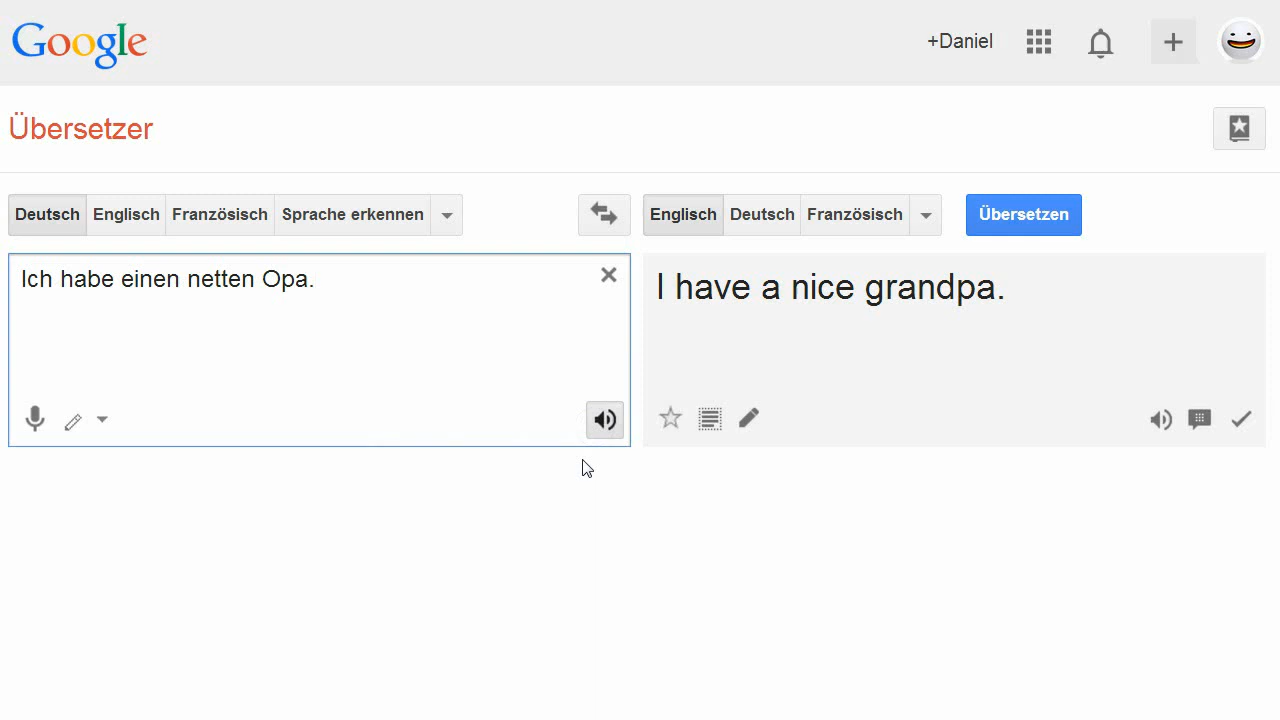 Google
+Daniel
Übersetzer
Deutsch Englisch Französisch Sprache erkennen
Englisch Deutsch Französisch Übersetzen
Ich habe einen netten Opa.
I have a nice grandpa.